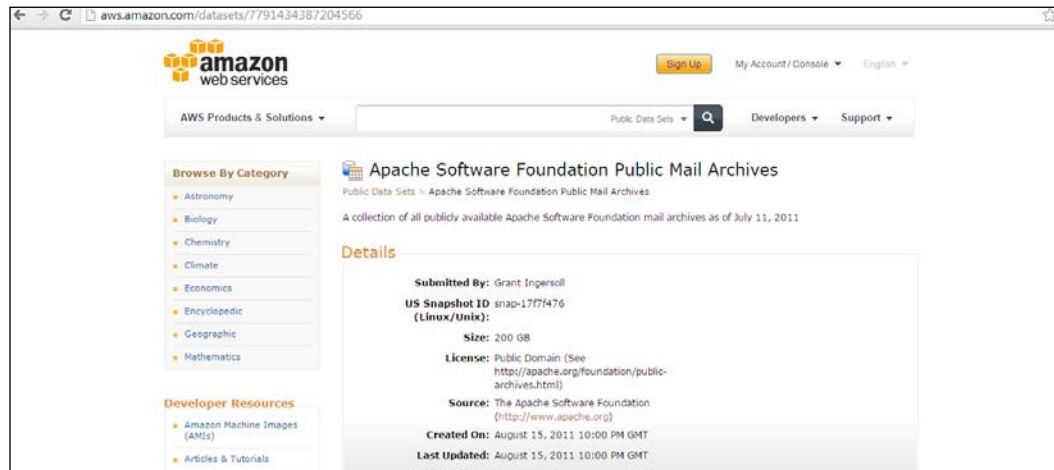 aws.amazon.com/datasets/7791434387204566
amazon
web services
Sign Up
My Account / Console
English
AWS Products & Solutions
Public Data Sets
Developers
Support
Browse By Category
Astronomy
Biology
Chemistry
Climate
Economics
Encyclopedic
Geographic
Mathematics
Developer Resources
Amazon Machine Images
(AMIs)
Articles & Tutorials
Apache Software Foundation Public Mail Archives
Public Data Sets > Apache Software Foundation Public Mail Archives
A collection of all publicly available Apache Software Foundation mail archives as of July 11, 2011
Details
Submitted By: Grant Ingersoll
US Snapshot ID snap-17f7f476
(Linux/Unix):
Size: 200 GB
License: Public Domain (See
http://apache.org/foundation/public-
archives.html)
Source: The Apache Software Foundation
(http://www.apache.org)
Created On: August 15, 2011 10:00 PM GMT
Last Updated: August 15, 2011 10:00 PM GMT